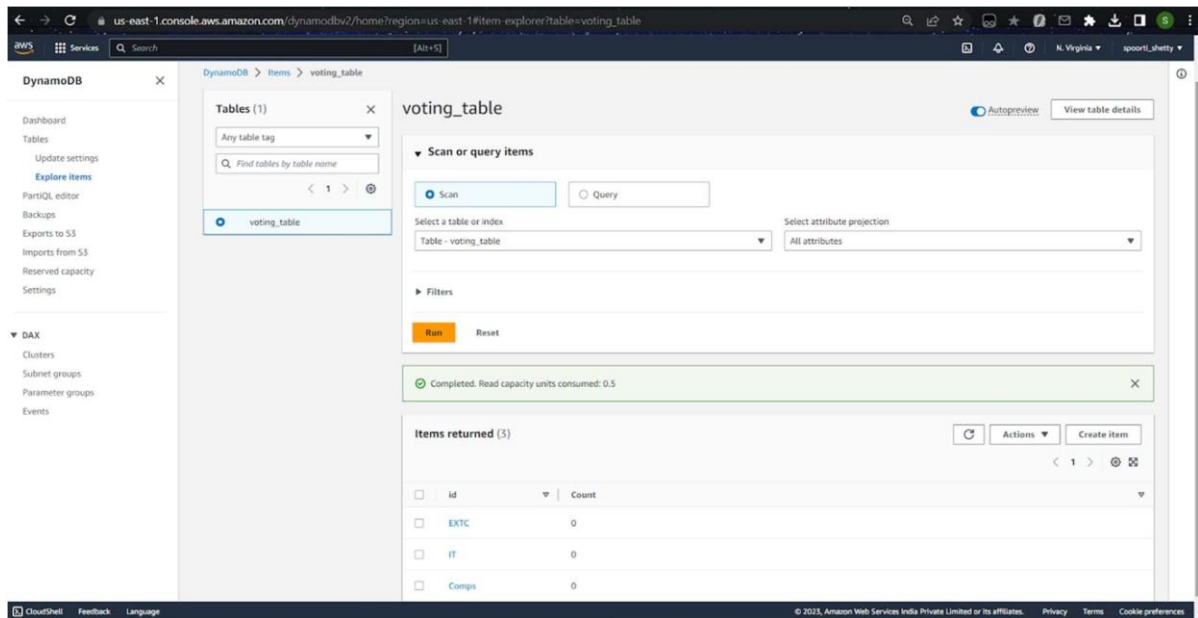 us-east-1.console.aws.amazon.com/dynamodbv2/home?region=us-east-1#item-explorer?table=voting_table
S
aws Services Search [Alt+S] N. Virginia ▼ spoorti_shetty ▼
DynamoDB ×
Dashboard
Tables
Update settings
Explore items
PartiQL editor
Backups
Exports to S3
Imports from S3
Reserved capacity
Settings
▼ DAX
Clusters
Subnet groups
Parameter groups
Events
DynamoDB > Items > voting_table
Tables (1) ×
Any table tag ▼
Find tables by table name
< 1 >
voting_table
voting_table
Autopreview View table details
▼ Scan or query items
Scan Query
Select a table or index Select attribute projection
Table - voting_table ▼ All attributes ▼
▶ Filters
Run Reset
Completed. Read capacity units consumed: 0.5 ×
Items returned (3) Actions ▼ Create item
< 1 >
id Count
EXTC 0
IT 0
Comps 0
CloudShell Feedback Language © 2023, Amazon Web Services India Private Limited or its affiliates. Privacy Terms Cookie preferences